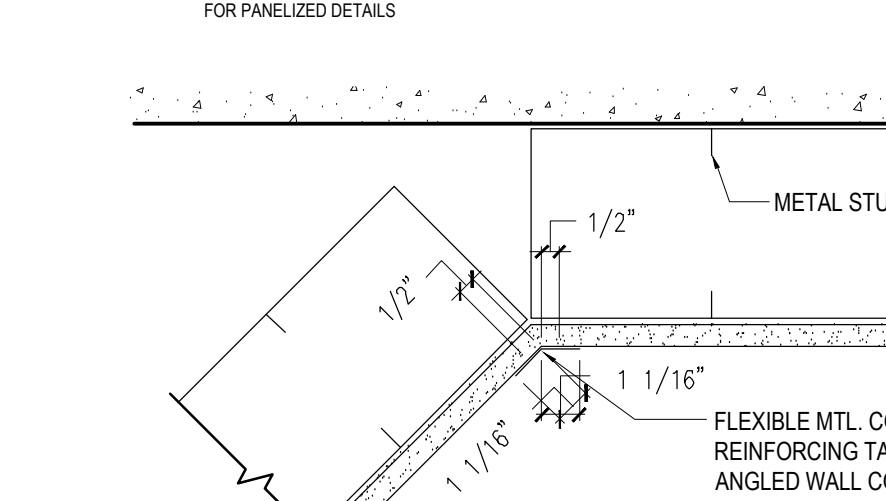 FOR PANELIZED DETAILS
METAL STU
1/2”
1/2”
1 1/16”
FLEXIBLE MTL. CO
REINFORCING TA
ANGLED WALL CO
1 1/16”